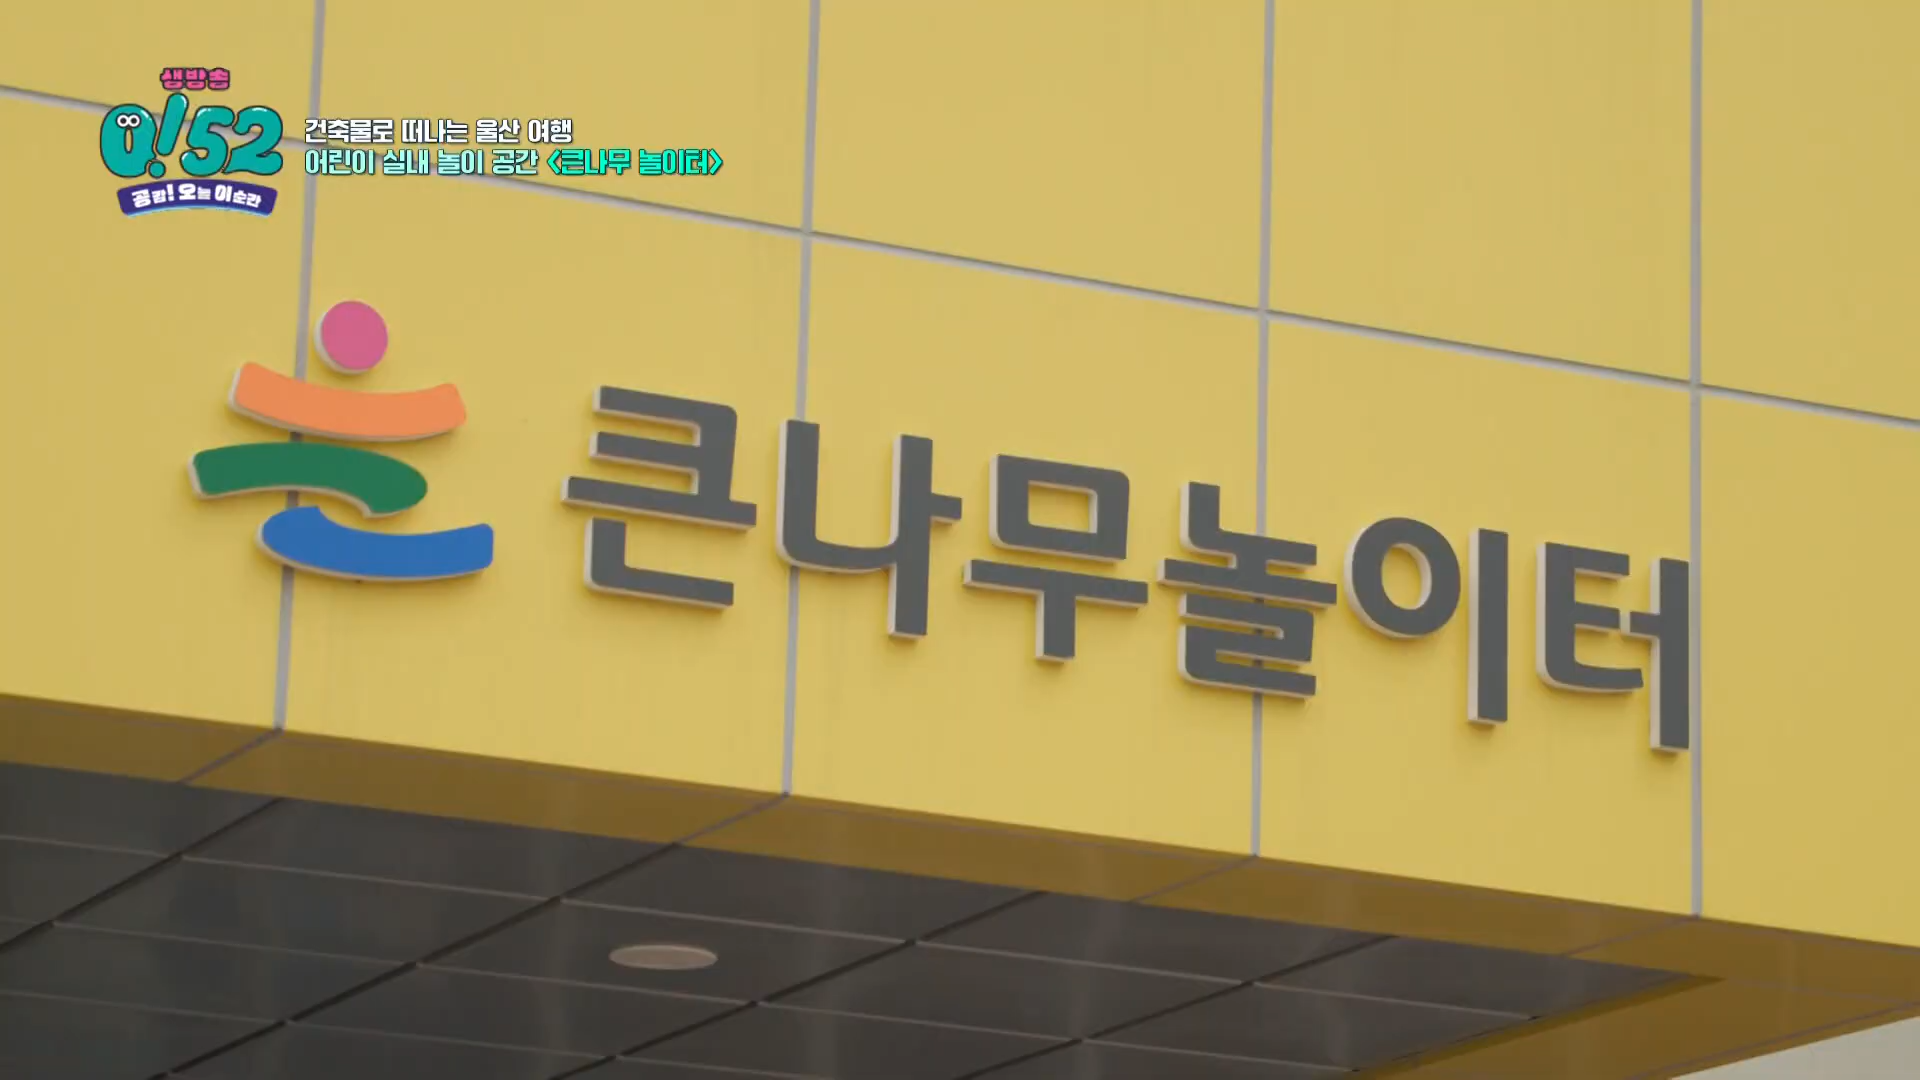 생방송
O!52
공감! 오늘 이 순간
건축물로 떠나는 울산 여행
어린이 실내 놀이 공간 <큰나무 놀이터>
큰나무놀이터